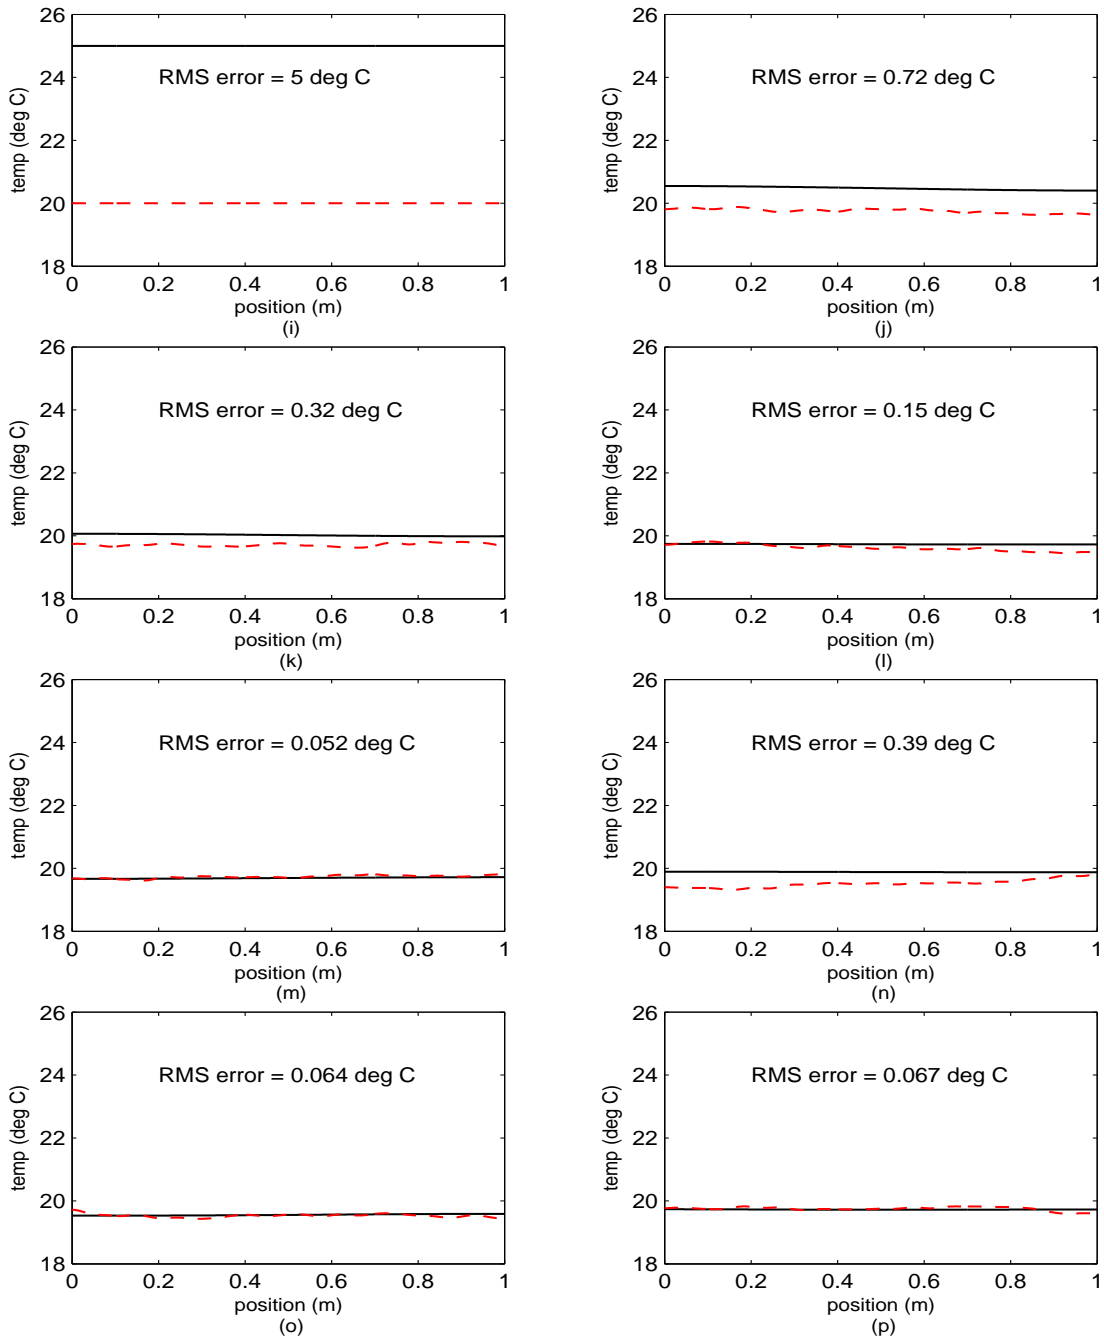 26
24
22
20
18
temp (deg C)
RMS error = 5 deg C
0 0.2 0.4 0.6 0.8 1
position (m)
(i)
26
24
22
20
18
temp (deg C)
RMS error = 0.72 deg C
0 0.2 0.4 0.6 0.8 1
position (m)
(j)
26
24
22
20
18
temp (deg C)
RMS error = 0.32 deg C
0 0.2 0.4 0.6 0.8 1
position (m)
(k)
26
24
22
20
18
temp (deg C)
RMS error = 0.15 deg C
0 0.2 0.4 0.6 0.8 1
position (m)
(l)
26
24
22
20
18
temp (deg C)
RMS error = 0.052 deg C
0 0.2 0.4 0.6 0.8 1
position (m)
(m)
26
24
22
20
18
temp (deg C)
RMS error = 0.39 deg C
0 0.2 0.4 0.6 0.8 1
position (m)
(n)
26
24
22
20
18
temp (deg C)
RMS error = 0.064 deg C
0 0.2 0.4 0.6 0.8 1
position (m)
(o)
26
24
22
20
18
temp (deg C)
RMS error = 0.067 deg C
0 0.2 0.4 0.6 0.8 1
position (m)
(p)